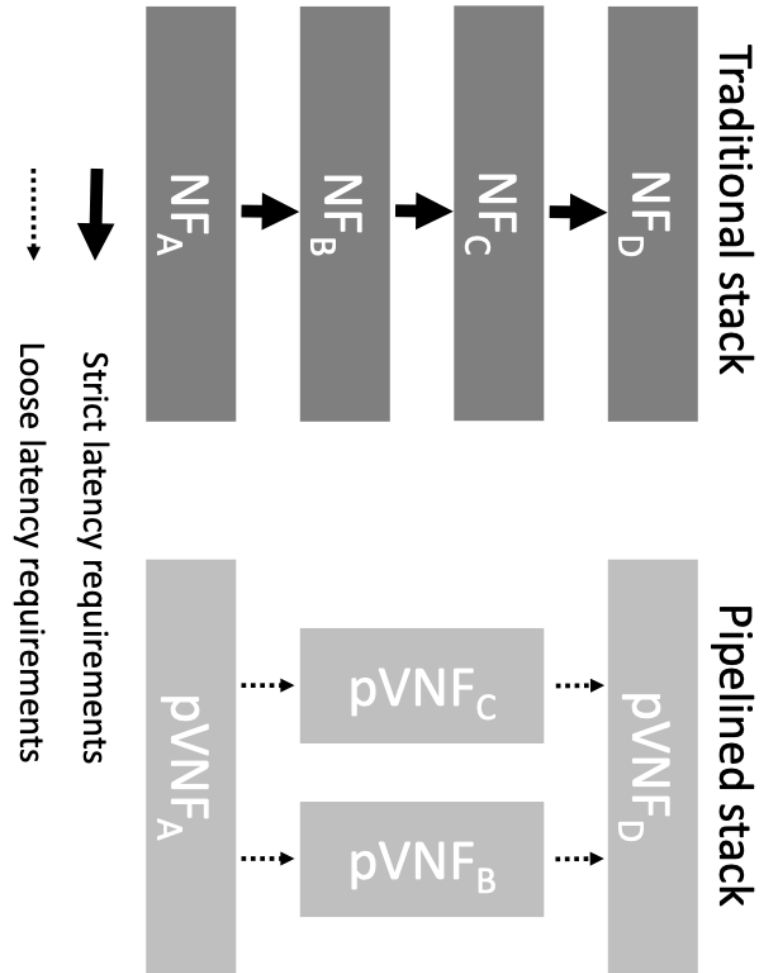 Traditional stack
NF_D
NF_C
NF_B
NF_A
Pipelined stack
pVNF_D
pVNF_C
pVNF_B
pVNF_A
Strict latency requirements
Loose latency requirements